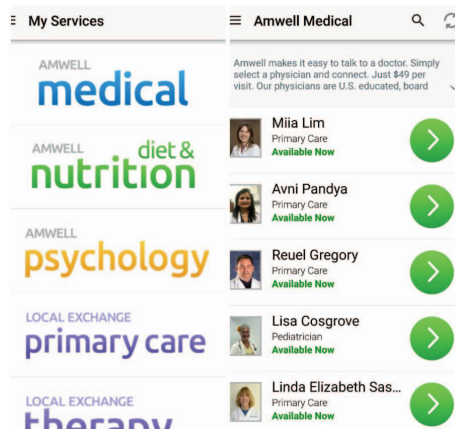 My Services
AMWELL
medical
AMWELL
diet &
nutrition
AMWELL
psychology
LOCAL EXCHANGE
primary care
LOCAL EXCHANGE
therapy
Amwell Medical
Amwell makes it easy to talk to a doctor. Simply
select a physician and connect. Just $49 per
visit. Our physicians are U.S. educated, board
Miia Lim
Primary Care
Available Now
Avni Pandya
Primary Care
Available Now
Reuel Gregory
Primary Care
Available Now
Lisa Cosgrove
Pediatrician
Available Now
Linda Elizabeth Sas...
Primary Care
Available Now